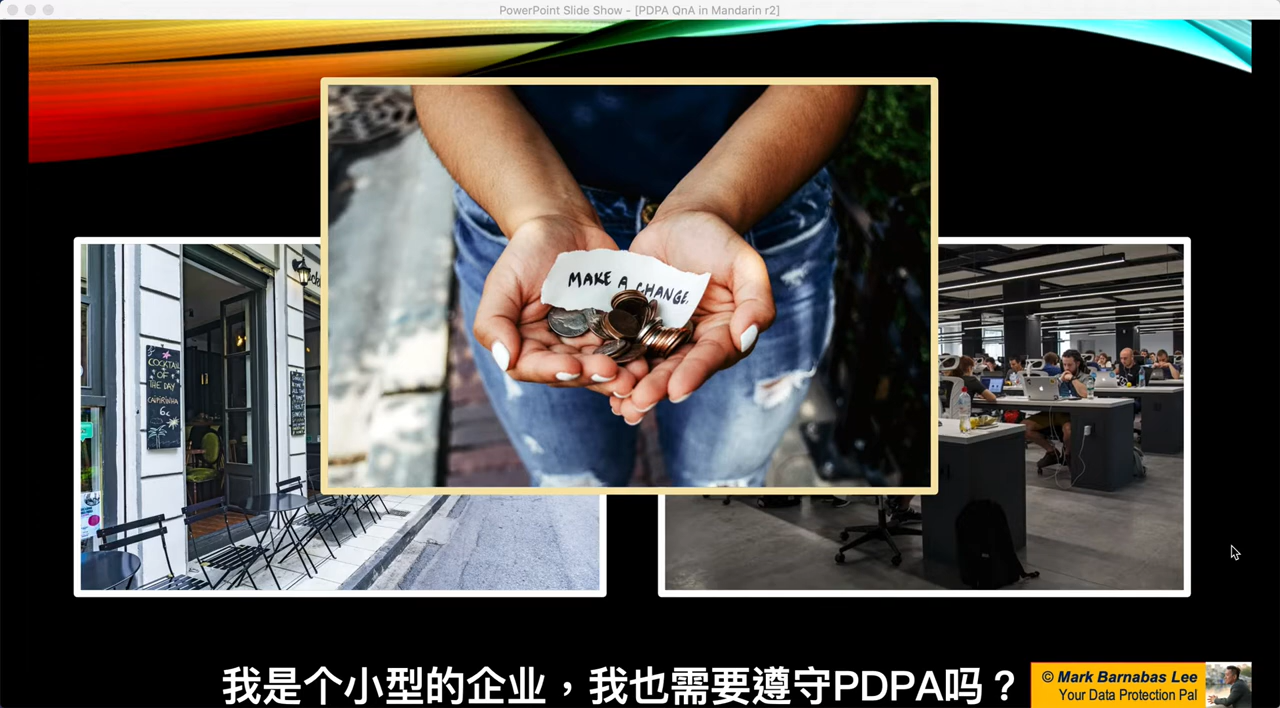 PowerPoint Slide Show - [PDPA QnA in Mandarin r2]
MAKE A CHANGE.
COCKTAIL
OF
THE DAY
CAIPIRINHA
6€
我是个小型的企业，我也需要遵守PDPA吗？
© Mark Barnabas Lee
Your Data Protection Pal